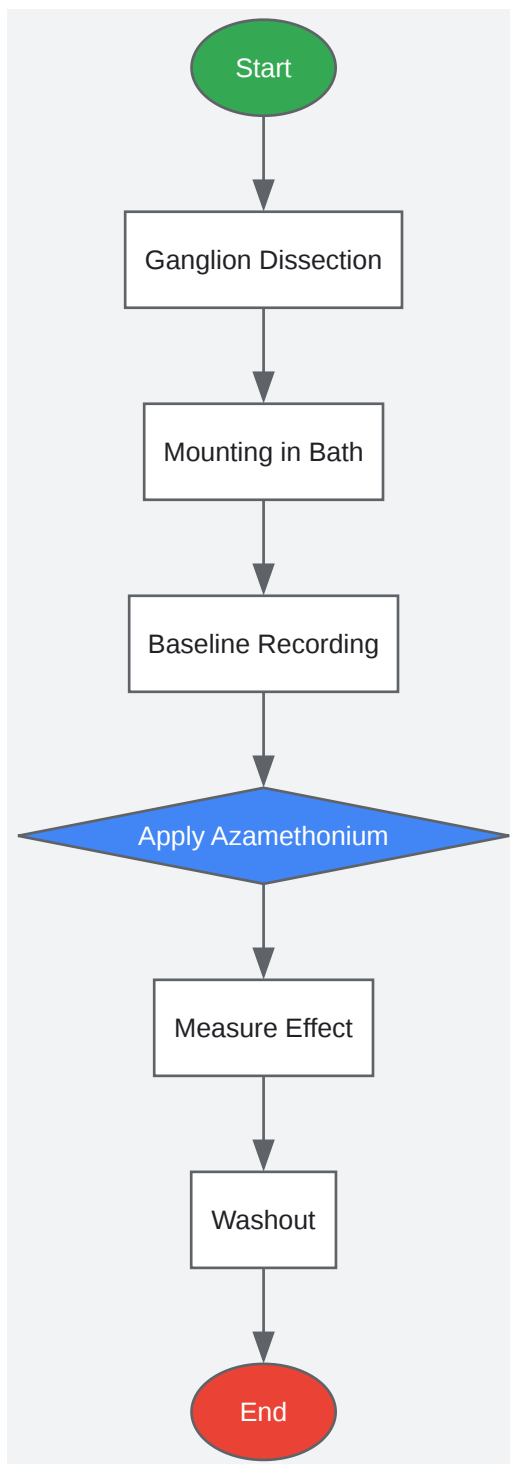 Start
Ganglion Dissection
Mounting in Bath
Baseline Recording
Apply Azamethonium
Measure Effect
Washout
End